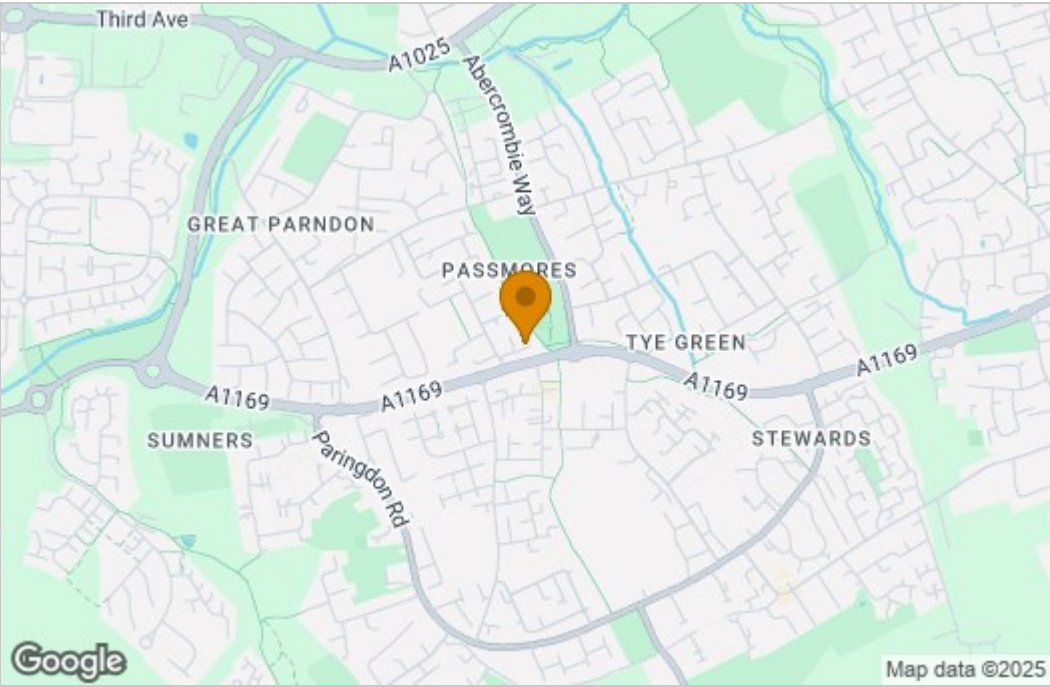 Third Ave
A1025
Abercrombie Way
GREAT PARNDON
PASSMORES
TYE GREEN
A1169
A1169
A1169
A1169
STEWARDS
SUMNERS
Paringdon Rd
Google
Map data ©2025